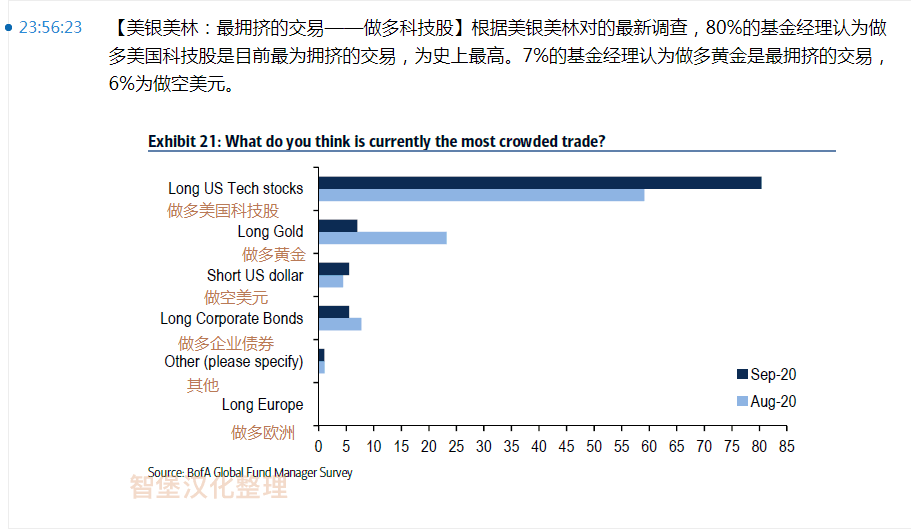 23:56:23
【美银美林：最拥挤的交易——做多科技股】根据美银美林对的最新调查，80%的基金经理认为做
多美国科技股是目前最为拥挤的交易，为史上最高。7%的基金经理认为做多黄金是最拥挤的交易，
6%为做空美元。
Exhibit 21: What do you think is currently the most crowded trade?
Long US Tech stocks
做多美国科技股
Long Gold
做多黄金
Short US dollar
做空美元
Long Corporate Bonds
做多企业债券
Other (please specify)
其他
Long Europe
做多欧洲
Sep-20
Aug-20
0 5 10 15 20 25 30 35 40 45 50 55 60 65 70 75 80 85
Source: BofA Global Fund Manager Survey
智堡汉化整理